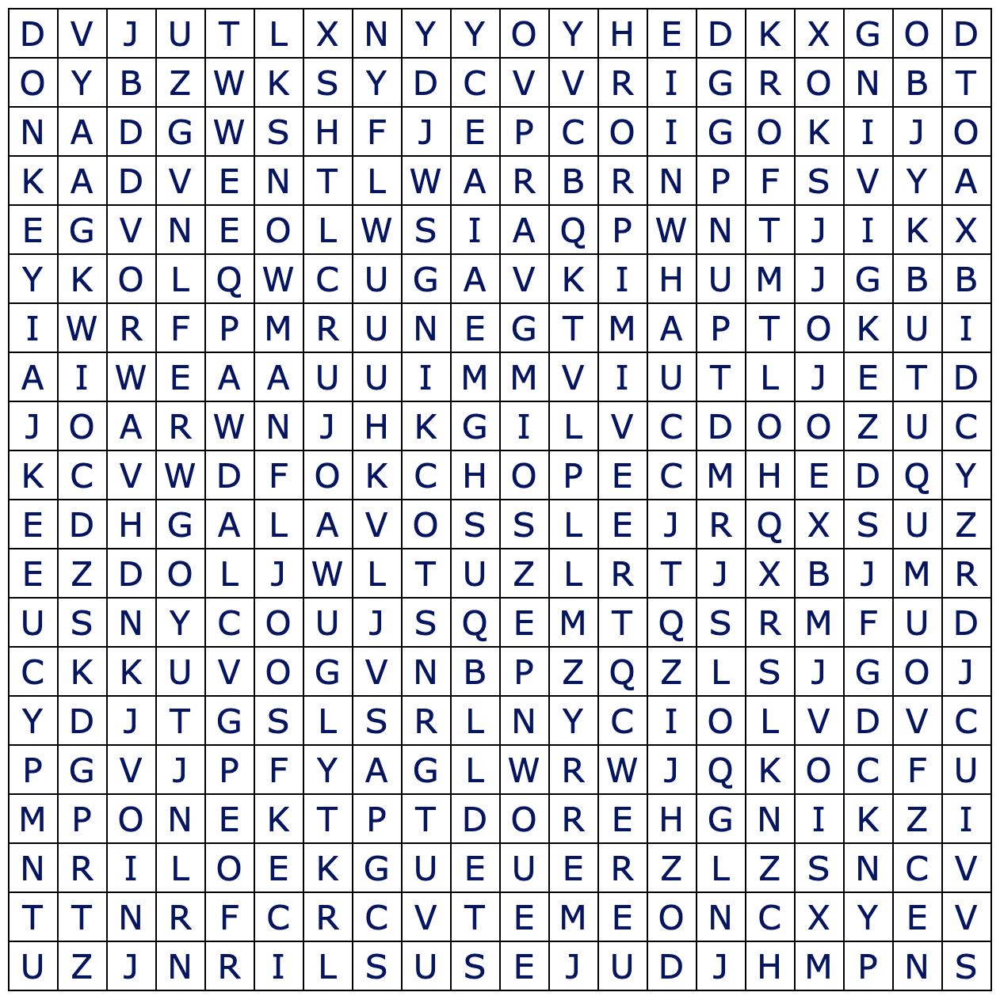 D V J U T L X N Y Y O Y H E D K X G O D
O Y B Z W K S Y D C V V R I G R O N B T
N A D G W S H F J E P C O I G O K I J O
K A D V E N T L W A R B R N P F S V Y A
E G V N E O L W S I A Q P W N T J I K X
Y K O L Q W C U G A V K I H U M J G B B
I W R F P M R U N E G T M A P T O K U I
A I W E A A U U I M M V I U T L J E T D
J O A R W N J H K G I L V C D O O Z U C
K C V W D F O K C H O P E C M H E D Q Y
E D H G A L A V O S S L E J R Q X S U Z
E Z D O L J W L T U Z L R T J X B J M R
U S N Y C O U J S Q E M T Q S R M F U D
C K K U V O G V N B P Z Q Z L S J G O J
Y D J T G S L S R L N Y C I O L V D V C
P G V J P F Y A G L W R W J Q K O C F U
M P O N E K T P T D O R E H G N I K Z I
N R I L O E K G U E U E R Z L Z S N C V
T T N R F C R C V T E M E O N C X Y E V
U Z J N R I L S U S E J U D J H M P N S